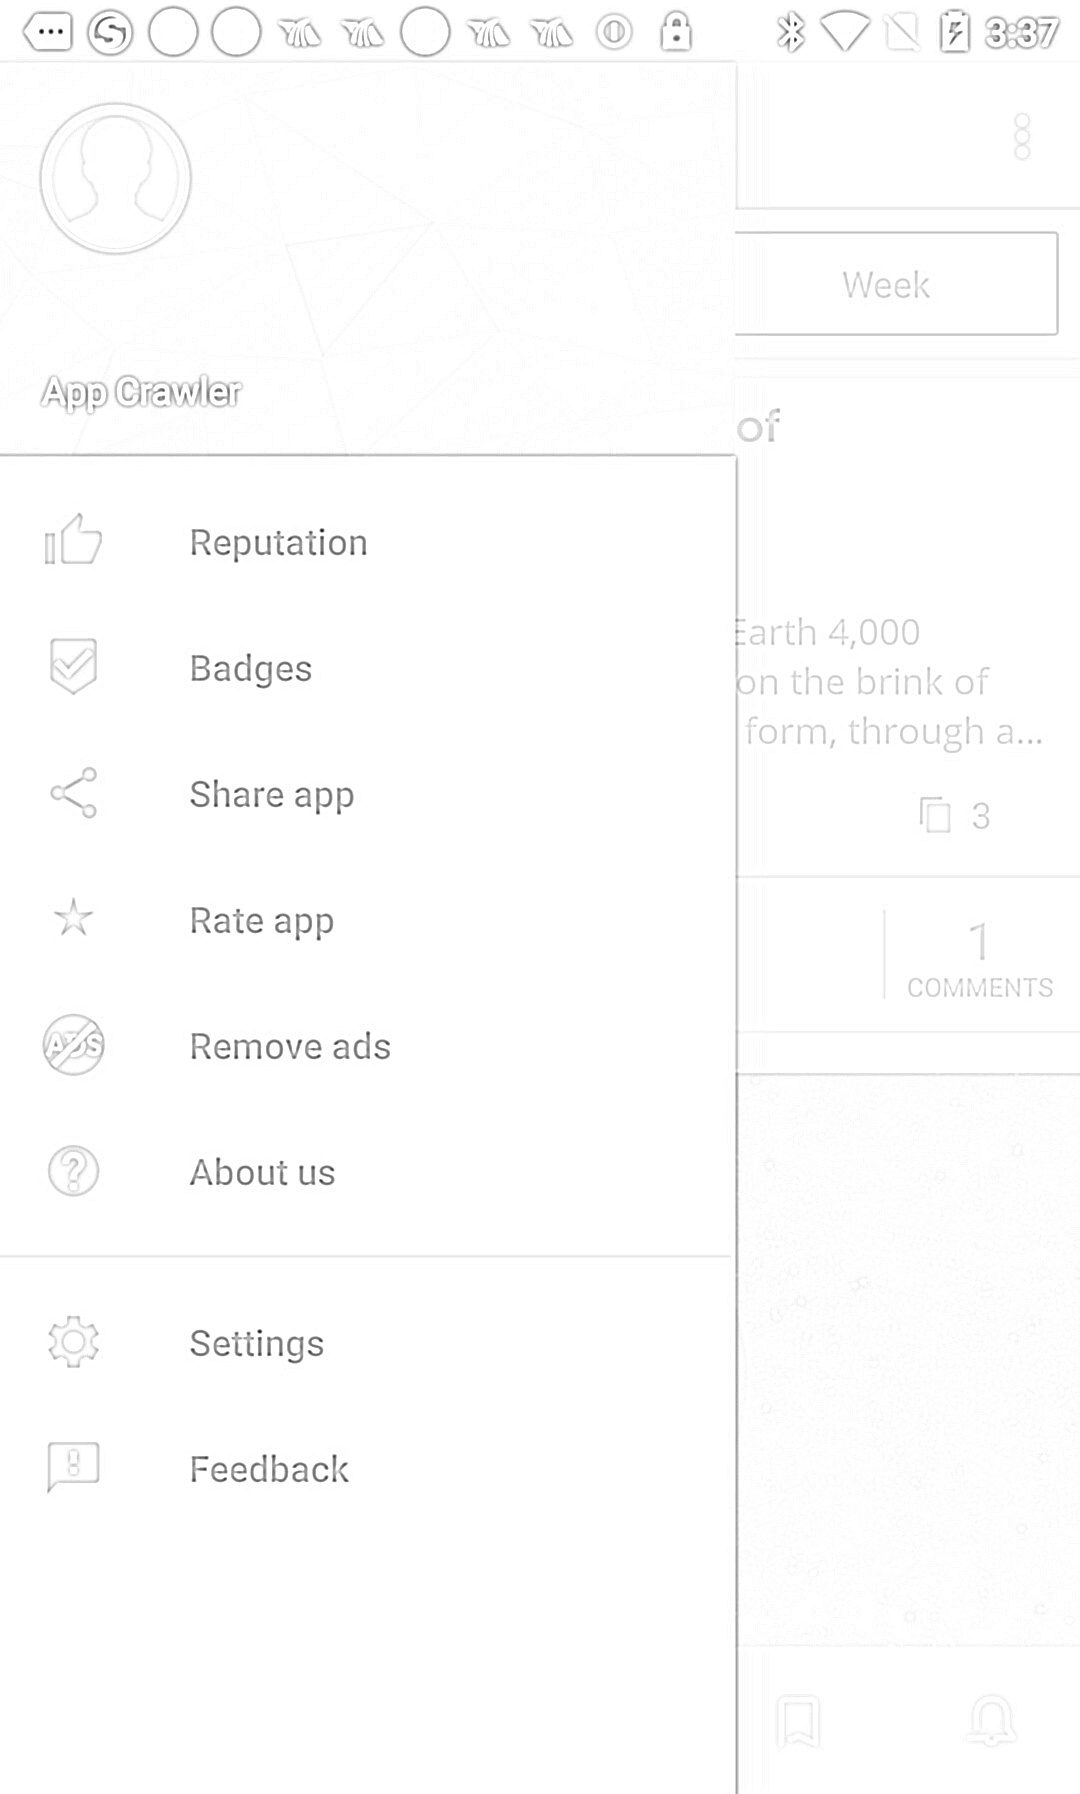 3:37
Week
App Crawler
of
Reputation
Earth 4,000
Badges
on the brink of
form, through a...
Share app
3
Rate app
1
COMMENTS
Remove ads
ADS
About us
Settings
Feedback